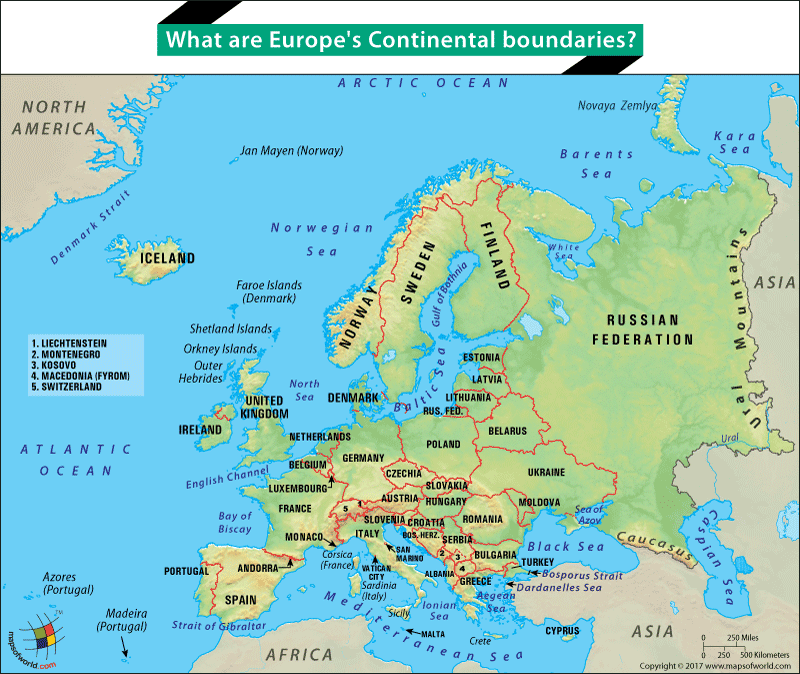 What are Europe's Continental boundaries?
ARCTIC OCEAN
NORTH
AMERICA
Novaya Zemlya
Kara
Sea
Jan Mayen (Norway)
Barents
Sea
Denmark Strait
Norwegian
Sea
ICELAND
White
Sea
FINLAND
SWEDEN
NORWAY
Gulf of Bothnia
Ural Mountains
ASIA
Faroe Islands
(Denmark)
RUSSIAN
FEDERATION
Shetland Islands
Orkney Islands
Outer
Hebrides
1. LIECHTENSTEIN
2. MONTENEGRO
3. KOSOVO
4. MACEDONIA (FYROM)
5. SWITZERLAND
ESTONIA
LATVIA
LITHUANIA
RUS. FED.
Baltic Sea
North
Sea
DENMARK
UNITED
KINGDOM
IRELAND
BELARUS
Ural
ATLANTIC
OCEAN
NETHERLANDS
POLAND
GERMANY
BELGIUM
English Channel
CZECHIA
UKRAINE
LUXEMBOURG
SLOVAKIA
FRANCE
AUSTRIA
HUNGARY
MOLDOVA
5
1
Bay of
Biscay
SLOVENIA
CROATIA
ROMANIA
Sea of
Azov
Caspian Sea
MONACO
ITALY
BOS. HERZ.
SERBIA
Caucasus
Black Sea
SAN
MARINO
2
3
BULGARIA
Corsica
(France)
PORTUGAL
ANDORRA
VATICAN
CITY
4
TURKEY
ALBANIA
Bosporus Strait
Azores
(Portugal)
Sardinia
(Italy)
GREECE
Dardanelles Sea
SPAIN
Aegean
Sea
Madeira
(Portugal)
Ionian
Sea
Sicily
Strait of Gibraltar
Mediterranean Sea
MALTA
Crete
CYPRUS
ASIA
AFRICA
TM
mapsofworld.com
0 250 Miles
0 250 500 Kilometers
Copyright © 2017 www.mapsofworld.com